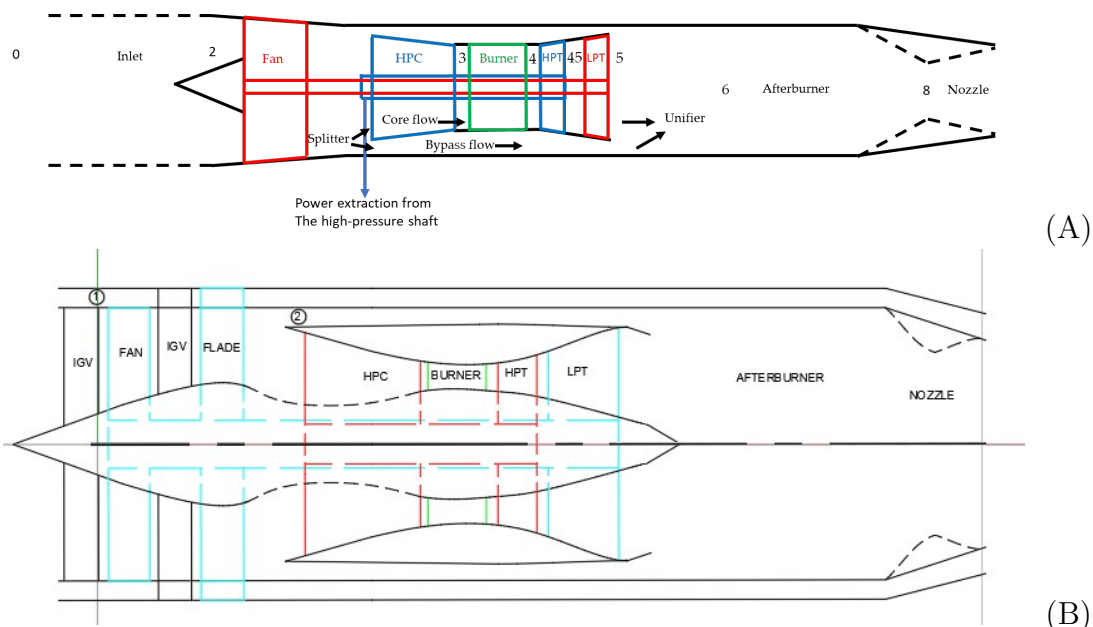 0
Inlet
2
Fan
HPC
3
Burner
4
HPT
45
LPT
5
6
Afterburner
8
Nozzle
Splitter
Core flow
Bypass flow
Unifier
Power extraction from
The high-pressure shaft
(A)
1
IGV
FAN
IGV
FLADE
2
HPC
BURNER
HPT
LPT
AFTERBURNER
NOZZLE
(B)